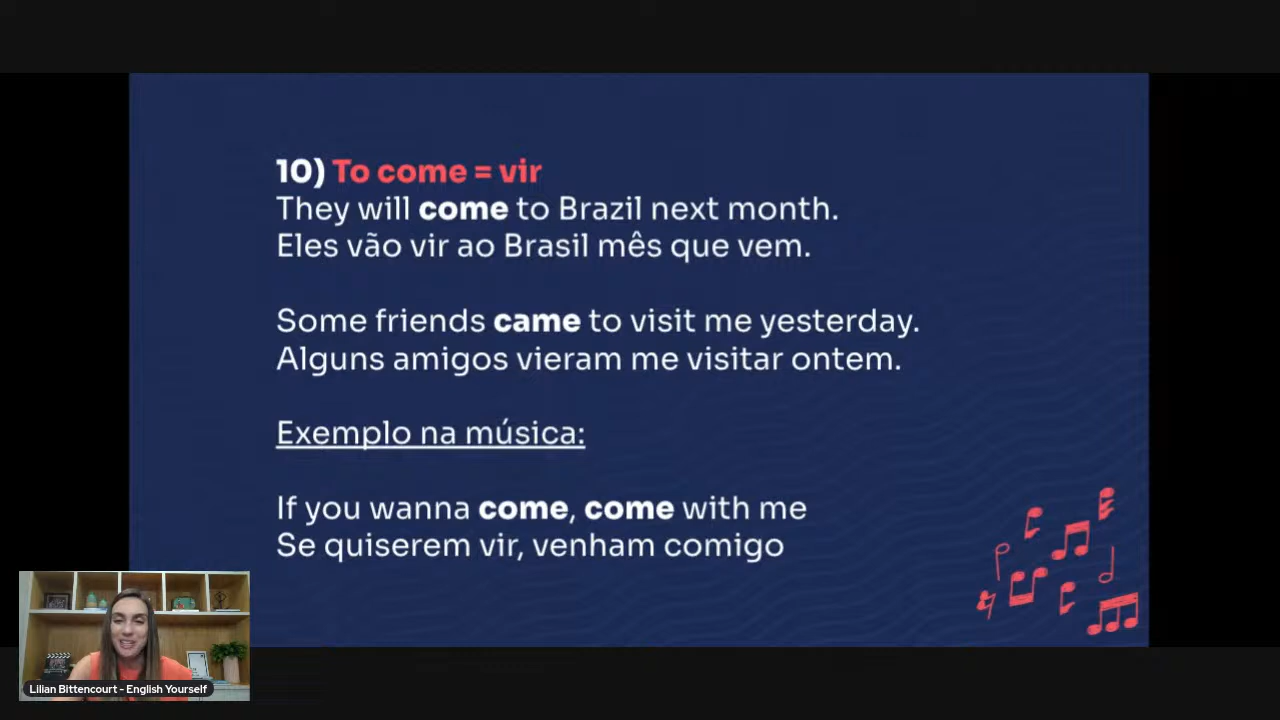 10) To come = vir
They will come to Brazil next month.
Eles vão vir ao Brasil mês que vem.
Some friends came to visit me yesterday.
Alguns amigos vieram me visitar ontem.
Exemplo na música:
If you wanna come, come with me
Se quiserem vir, venham comigo
Lilian Bittencourt - English Yourself